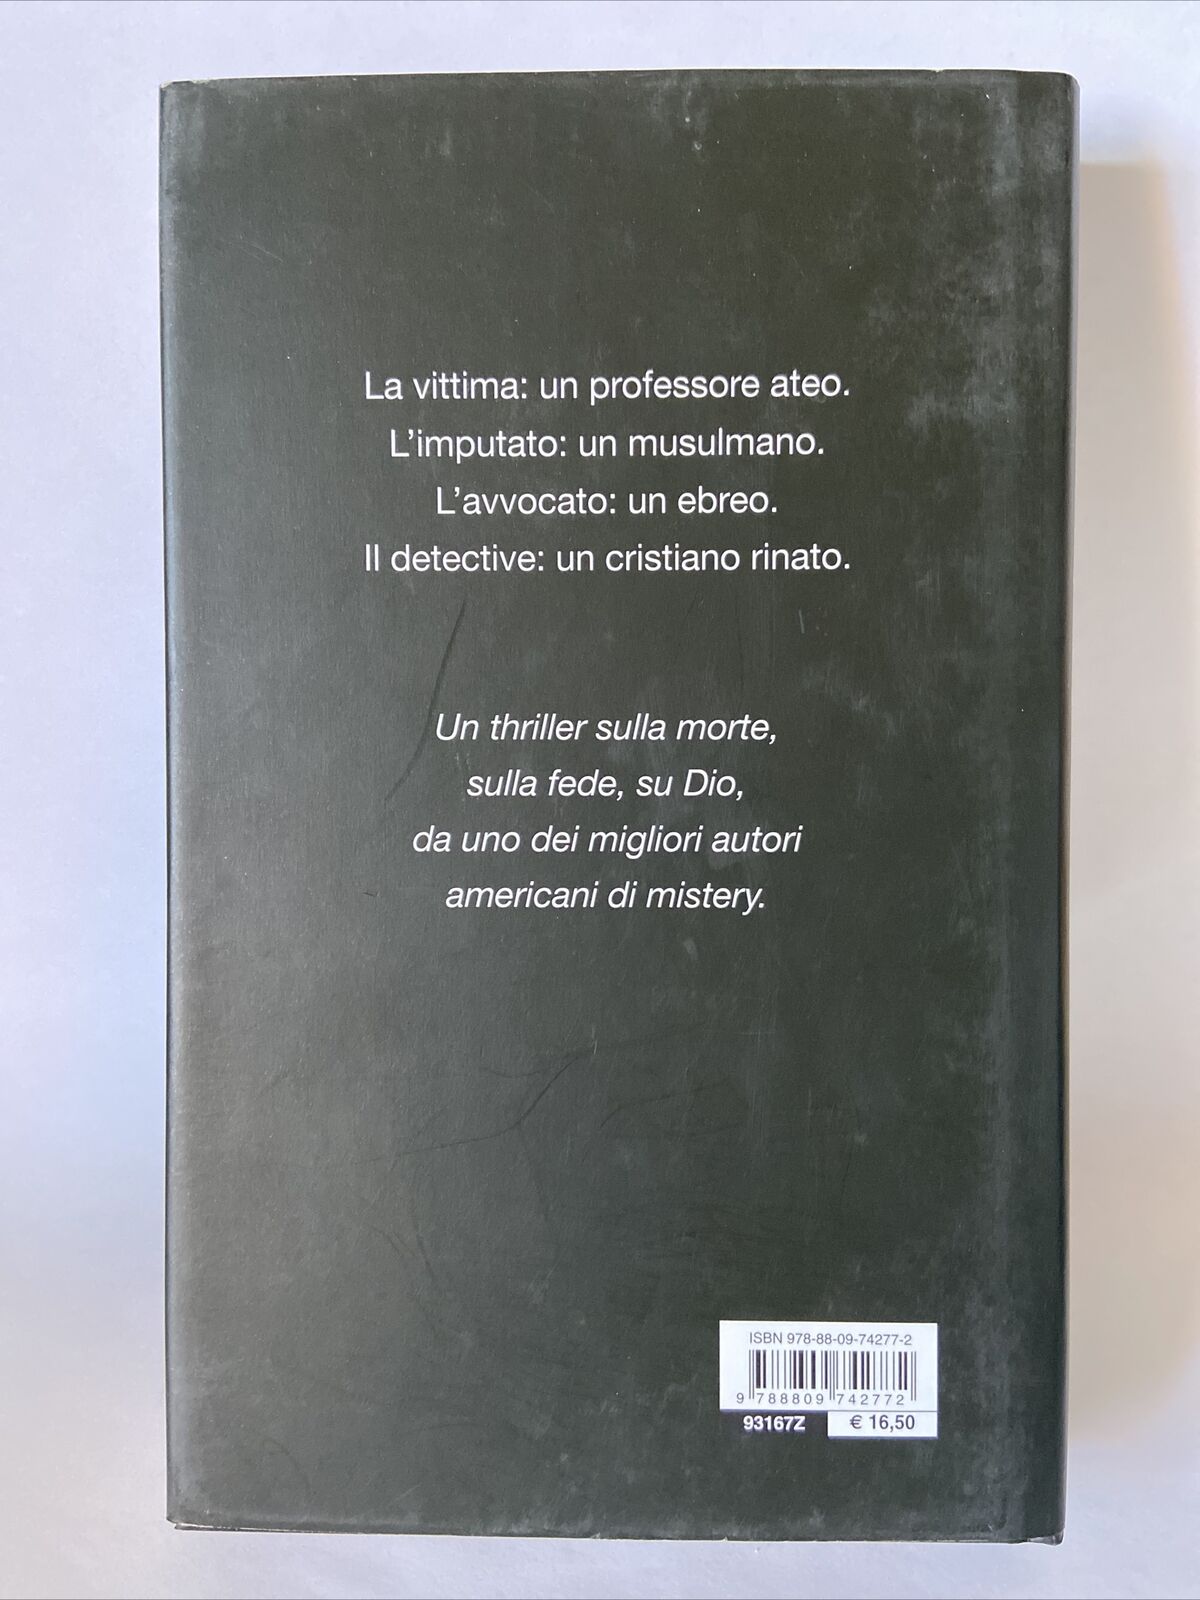 La vittima: un professore ateo.
L'imputato: un musulmano.
L'avvocato: un ebreo.
Il detective: un cristiano rinato.
Un thriller sulla morte,
sulla fede, su Dio,
da uno dei migliori autori
americani di mistery.
ISBN 978-88-09-74277-2
9 788809 742772
93167Z € 16,50